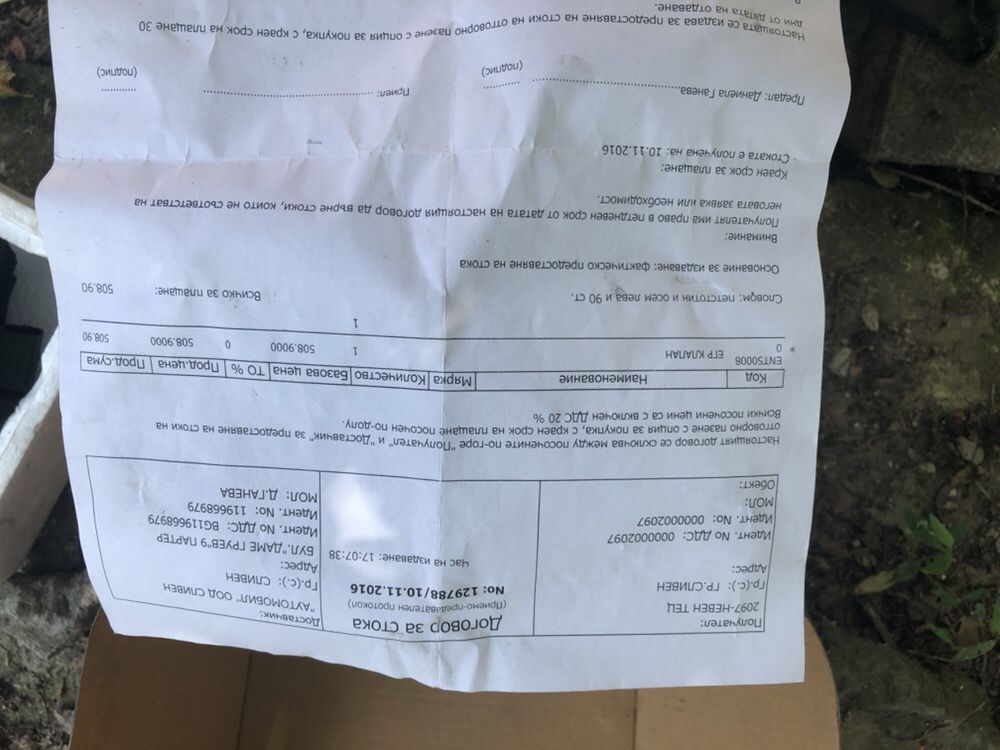 Получател:
2097-НЕВЕН ТЕЦ
Гр(с.): ГР.СЛИВЕН
Адрес:
Идент. No ДДС: 0000002097
Идент. No: 0000002097
МОЛ:
Обект:
Договор за Стока
(Приемо-предавателен протокол)
No: 129788/10.11.2016
час на издаване: 17:07:38
Доставчик:
"АУТОМОБИЛ" ООД СЛИВЕН
Гр.(с.): СЛИВЕН
Адрес:
БУЛ."ДАМЕ ГРУЕВ"9 ПАРТЕР
Идент. No ДДС: BG119668979
Идент. No: 119668979
МОЛ: Д.ГАНЕВА
Настоящият договор се сключва между посочените по-горе "Получател" и "Доставчик" за предоставяне на стоки на
отговорно пазене с опция за покупка, с краен срок на плащане посочен по-долу.
Всички посочени цени са с включен ДДС 20 %
Код Наименование Мярка Количество Базова цена ТО % Прод.цена Прод.сума
ENT50008 ЕГР КЛАПАН 1 508.9000 0 508.9000 508.90
* 0
1
Словом: петстотин и осем лева и 90 ст. Всичко за плащане: 508.90
Основание за издаване: фактическо предоставяне на стока
Внимание:
Получателят има право в петдневен срок от датата на настоящия договор да върне стоки, които не съответстват на
неговата заявка или необходимост.
Краен срок за плащане:
Стоката е получена на: 10.11.2016
Предал: Даниела Ганева.............................. Приел: ..............................
(подпис) (подпис)
Настоящата се издава за предоставяне на стоки на отговорно пазене с опция за покупка, с краен срок на плащане 30
дни от датата на отдаване.